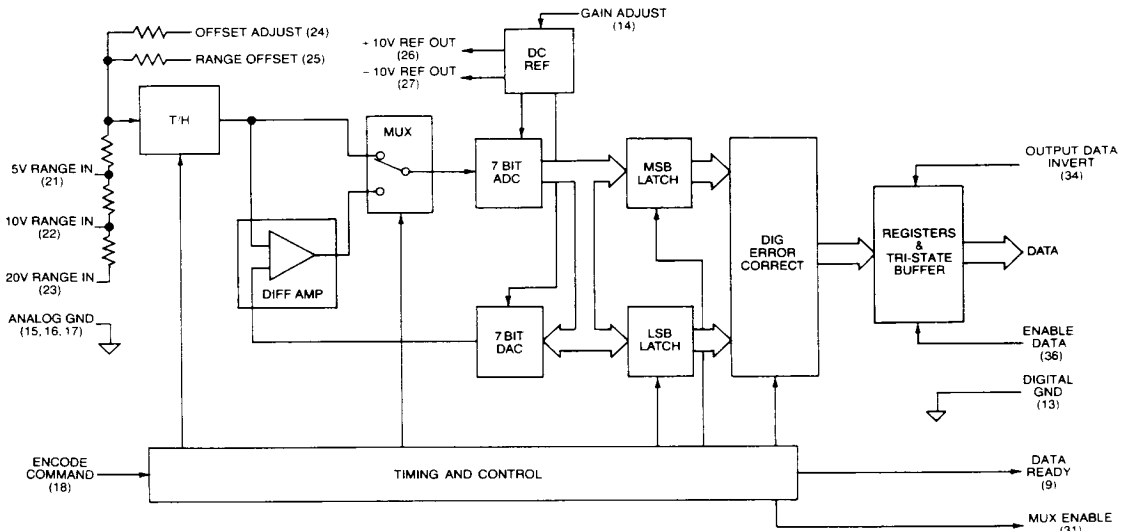 GAIN ADJUST
(14)
OFFSET ADJUST (24)
RANGE OFFSET (25)
+ 10V REF OUT
(26)
− 10V REF OUT
(27)
DC
REF
T/H
MUX
5V RANGE IN
(21)
10V RANGE IN
(22)
20V RANGE IN
(23)
ANALOG GND
(15, 16, 17)
DIFF AMP
7 BIT
ADC
7 BIT
DAC
MSB
LATCH
LSB
LATCH
DIG
ERROR
CORRECT
OUTPUT DATA
INVERT
(34)
REGISTERS
&
TRI-STATE
BUFFER
DATA
ENABLE
DATA
(36)
DIGITAL
GND
(13)
ENCODE
COMMAND
(18)
TIMING AND CONTROL
DATA
READY
(9)
MUX ENABLE
(31)